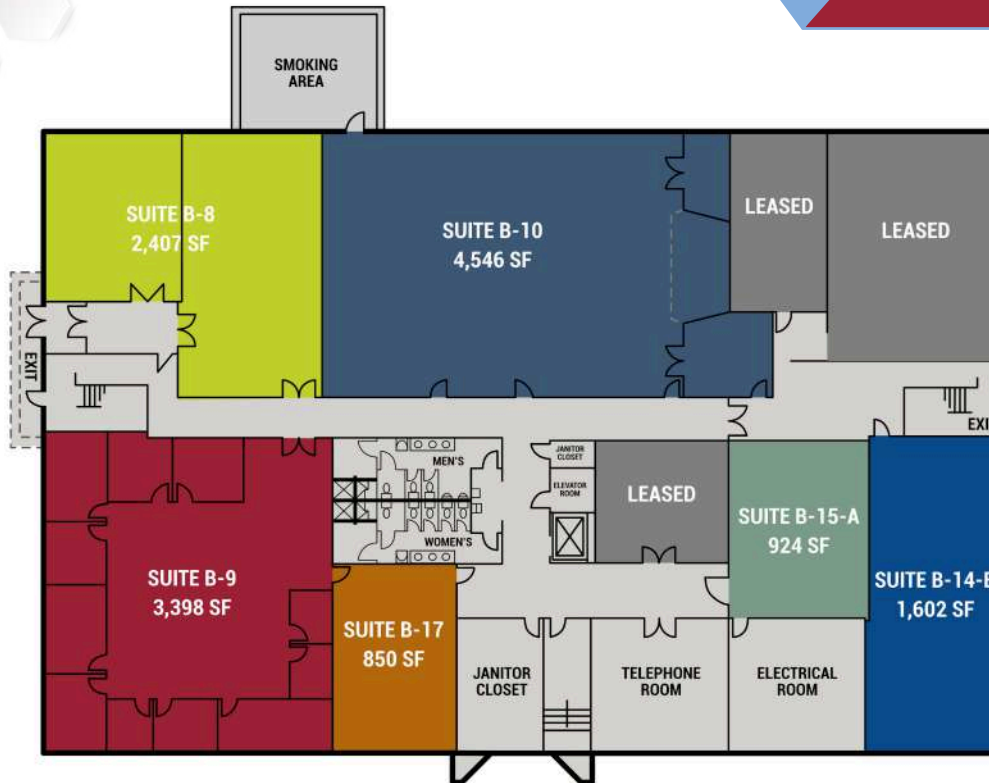 SMOKING
AREA
SUITE B-8
2,407 SF
SUITE B-10
4,546 SF
LEASED
LEASED
EXIT
MEN'S
JANITOR
CLOSET
ELEVATOR
ROOM
WOMEN'S
LEASED
SUITE B-15-A
924 SF
SUITE B-9
3,398 SF
SUITE B-17
850 SF
SUITE B-14-
1,602 SF
JANITOR
CLOSET
TELEPHONE
ROOM
ELECTRICAL
ROOM